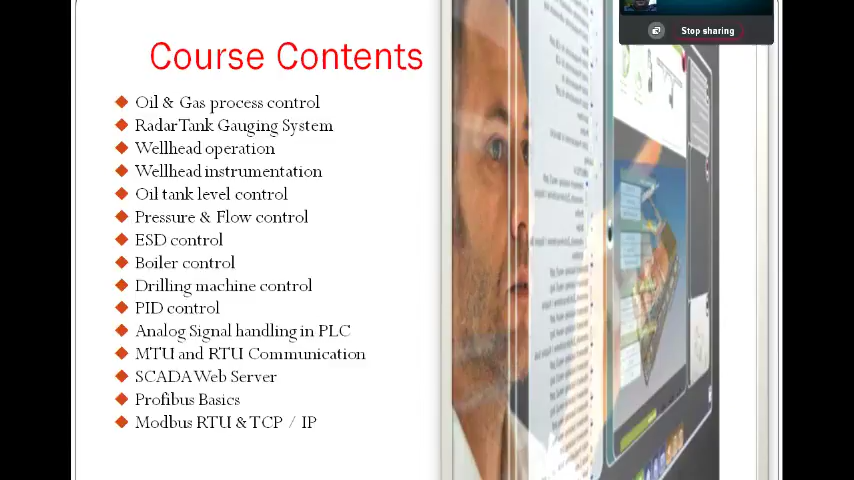 Stop sharing
Course Contents
Oil & Gas process control
Radar Tank Gauging System
Wellhead operation
Wellhead instrumentation
Oil tank level control
Pressure & Flow control
ESD control
Boiler control
Drilling machine control
PID control
Analog Signal handling in PLC
MTU and RTU Communication
SCADA Web Server
Profibus Basics
Modbus RTU & TCP / IP